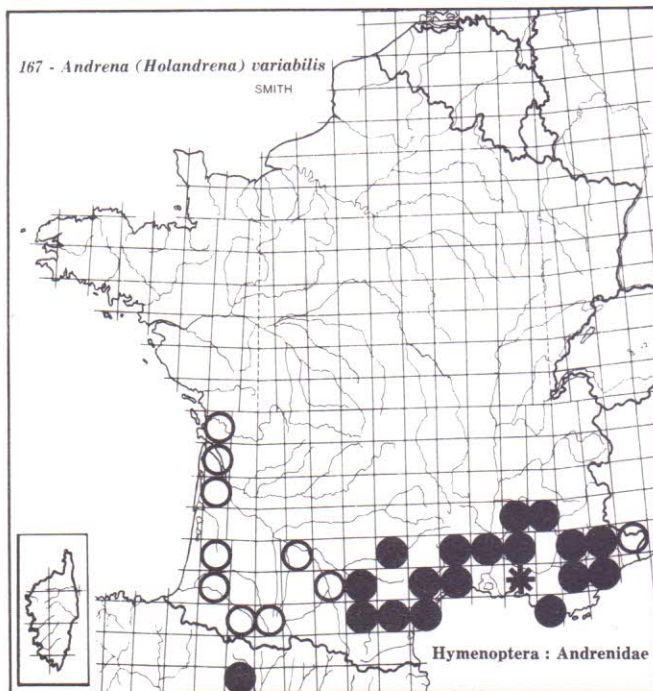 167 - Andrena (Holandrena) variabilis
SMITH
Hymenoptera : Andrenidae